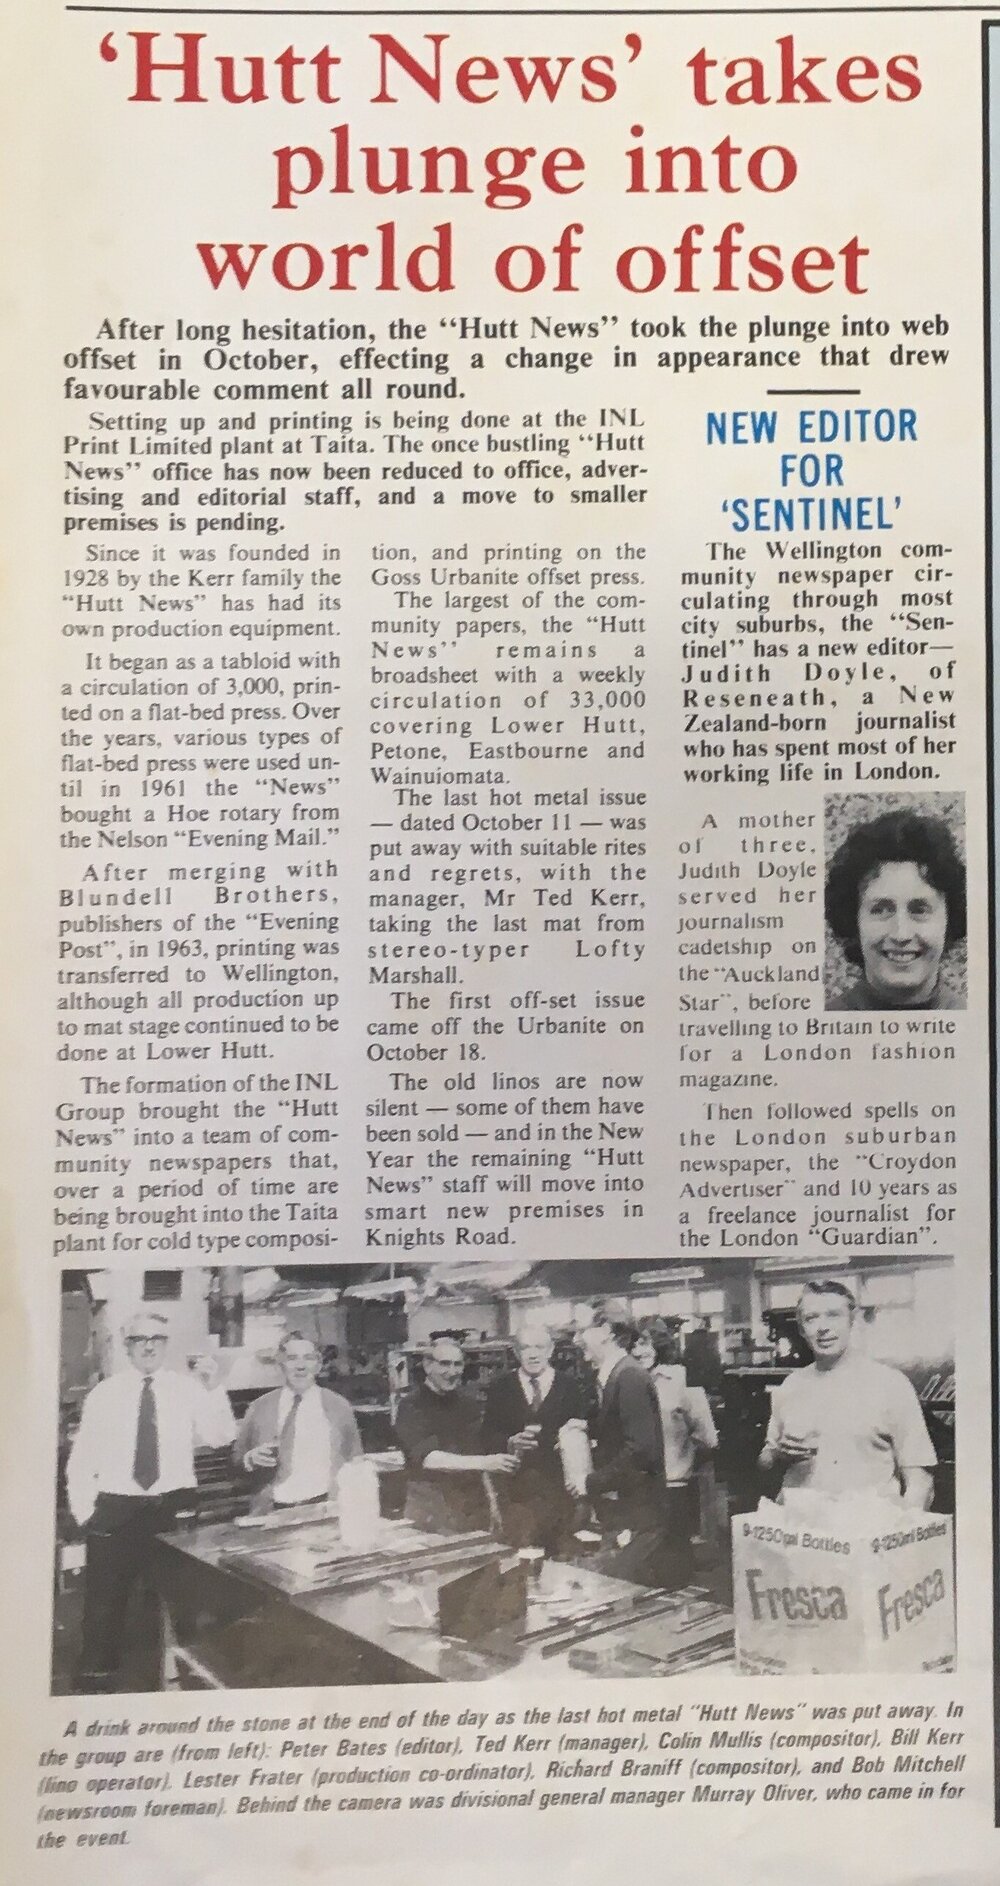 ‘Hutt News’ takes
plunge into
world of offset
After long hesitation, the “Hutt News” took the plunge into web
offset in October, effecting a change in appearance that drew
favourable comment all round.
Setting up and printing is being done at the INL
Print Limited plant at Taita. The once bustling “Hutt
News” office has now been reduced to office, adver-
tising and editorial staff, and a move to smaller
premises is pending.
Since it was founded in
1928 by the Kerr family the
“Hutt News” has had its
own production equipment.
It began as a tabloid with
a circulation of 3,000, prin-
ted on a flat-bed press. Over
the years, various types of
flat-bed press were used un-
til in 1961 the “News”
bought a Hoe rotary from
the Nelson “Evening Mail.”
After merging with
Blundell Brothers,
publishers of the “Evening
Post”, in 1963, printing was
transferred to Wellington,
although all production up
to mat stage continued to be
done at Lower Hutt.
The formation of the INL
Group brought the “Hutt
News” into a team of com-
munity newspapers that,
over a period of time are
being brought into the Taita
plant for cold type composi-
tion, and printing on the
Goss Urbanite offset press.
The largest of the com-
munity papers, the “Hutt
News” remains a
broadsheet with a weekly
circulation of 33,000
covering Lower Hutt,
Petone, Eastbourne and
Wainuiomata.
The last hot metal issue
— dated October 11 — was
put away with suitable rites
and regrets, with the
manager, Mr Ted Kerr,
taking the last mat from
stereo-typer Lofty
Marshall.
The first off-set issue
came off the Urbanite on
October 18.
The old linos are now
silent — some of them have
been sold — and in the New
Year the remaining “Hutt
News” staff will move into
smart new premises in
Knights Road.
NEW EDITOR
FOR
‘SENTINEL’
The Wellington com-
munity newspaper cir-
culating through most
city suburbs, the “Sen-
tinel” has a new editor—
Judith Doyle, of
Reseneath, a New
Zealand-born journalist
who has spent most of her
working life in London.
A mother
of three,
Judith Doyle
served her
journalism
cadetship on
the “Auckland
Star”, before
travelling to Britain to write
for a London fashion
magazine.
Then followed spells on
the London suburban
newspaper, the “Croydon
Advertiser” and 10 years as
a freelance journalist for
the London “Guardian”.
9-1250ml Bottles 9-1250ml Bottles
Fresca Fresca
A drink around the stone at the end of the day as the last hot metal “Hutt News” was put away. In
the group are (from left): Peter Bates (editor), Ted Kerr (manager), Colin Mullis (compositor), Bill Kerr
(lino operator), Lester Frater (production co-ordinator), Richard Braniff (compositor), and Bob Mitchell
(newsroom foreman). Behind the camera was divisional general manager Murray Oliver, who came in for
the event.